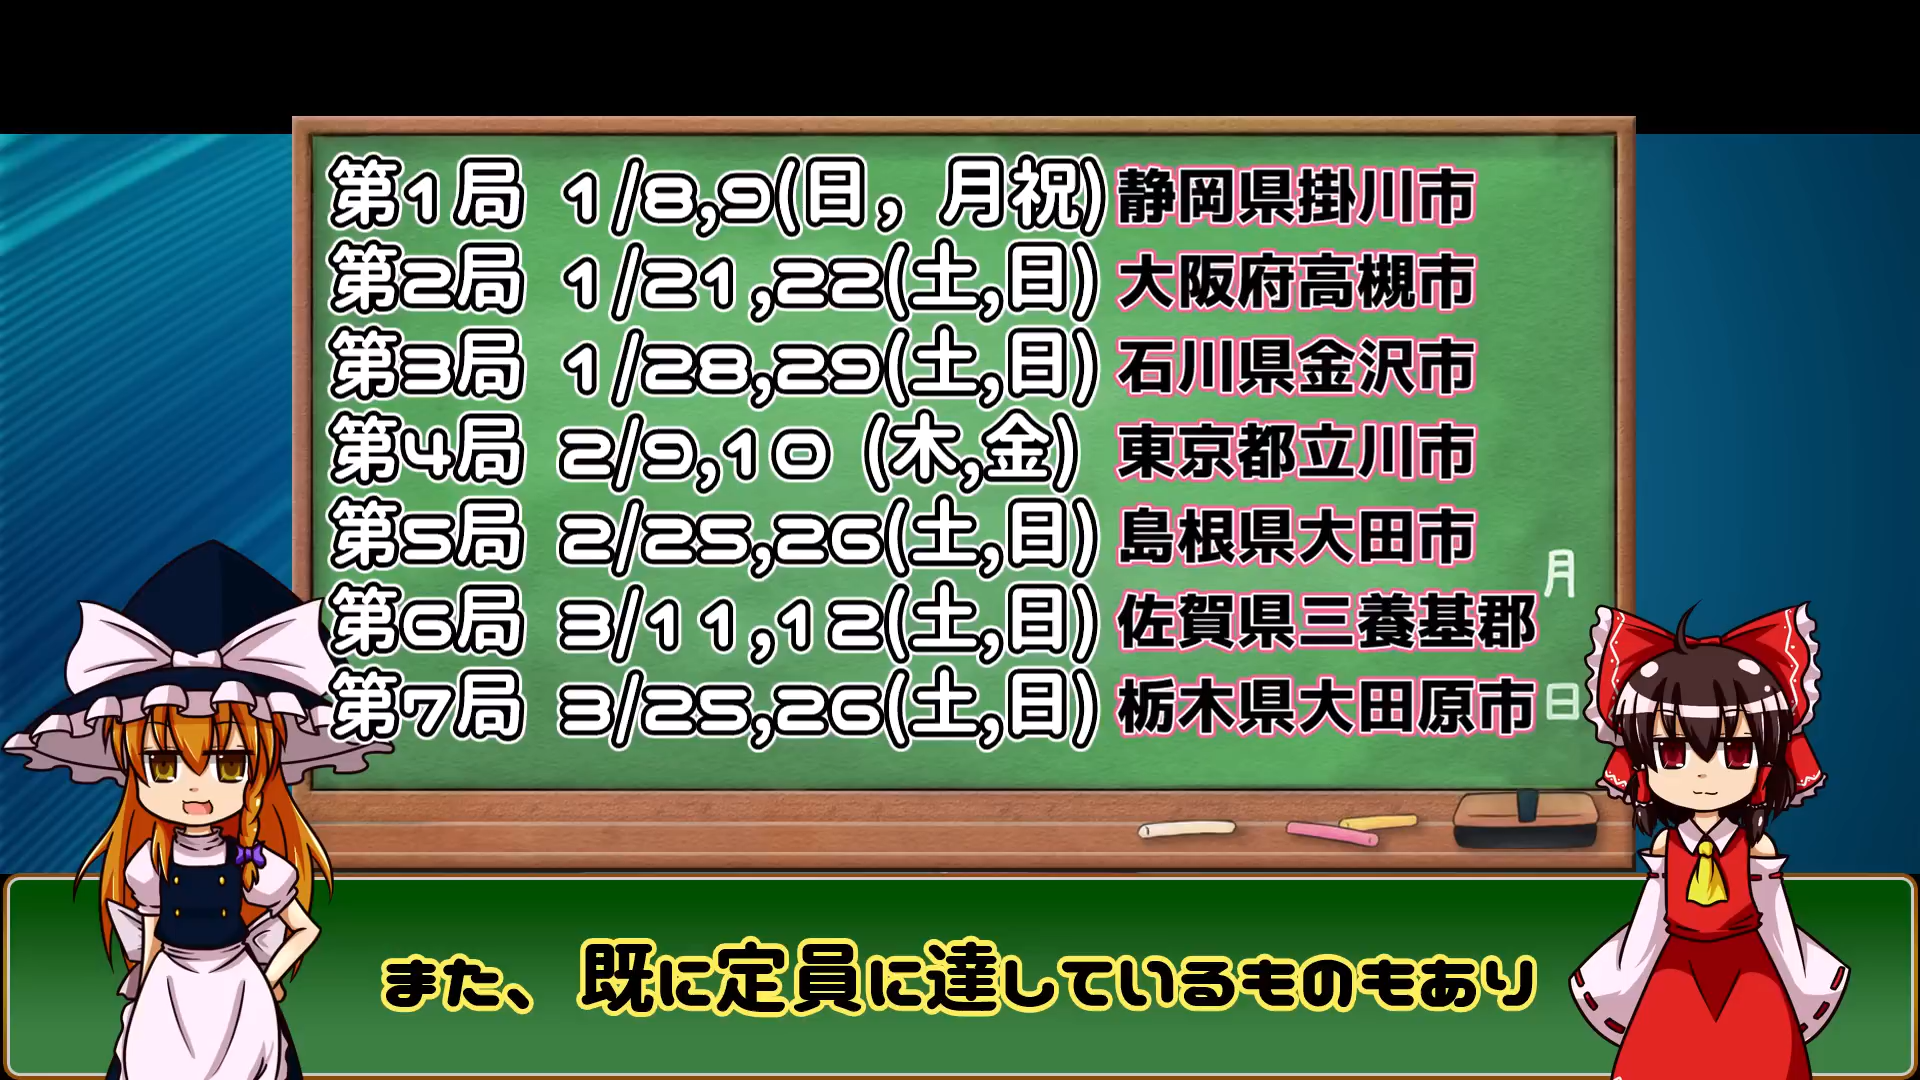 第1局 1/8,9(日，月祝) 静岡県掛川市
第2局 1/21,22(土,日) 大阪府高槻市
第3局 1/28,29(土,日) 石川県金沢市
第4局 2/9,10 (木,金) 東京都立川市
第5局 2/25,26(土,日) 島根県大田市
第6局 3/11,12(土,日) 佐賀県三養基郡
第7局 3/25,26(土,日) 栃木県大田原市
月
日
また、既に定員に達しているものもあり